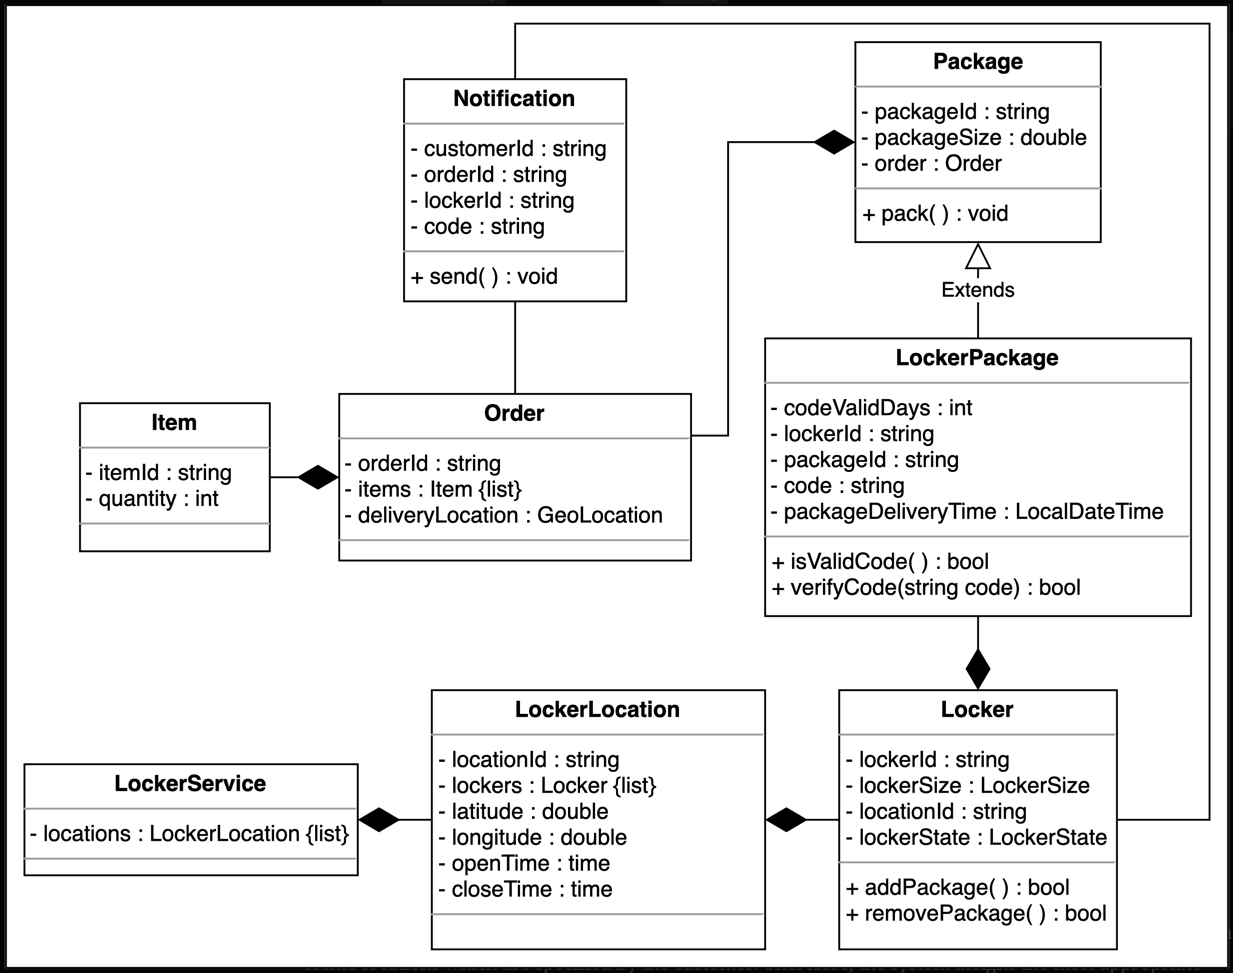 Notification
- customerId : string
- orderId : string
- lockerId : string
- code : string
+ send( ) : void
Package
- packageId : string
- packageSize : double
- order : Order
+ pack( ) : void
Extends
LockerPackage
- codeValidDays : int
- lockerId : string
- packageId : string
- code : string
- packageDeliveryTime : LocalDateTime
+ isValidCode( ) : bool
+ verifyCode(string code) : bool
Item
- itemId : string
- quantity : int
Order
- orderId : string
- items : Item {list}
- deliveryLocation : GeoLocation
LockerService
- locations : LockerLocation {list}
LockerLocation
- locationId : string
- lockers : Locker {list}
- latitude : double
- longitude : double
- openTime : time
- closeTime : time
Locker
- lockerId : string
- lockerSize : LockerSize
- locationId : string
- lockerState : LockerState
+ addPackage( ) : bool
+ removePackage( ) : bool